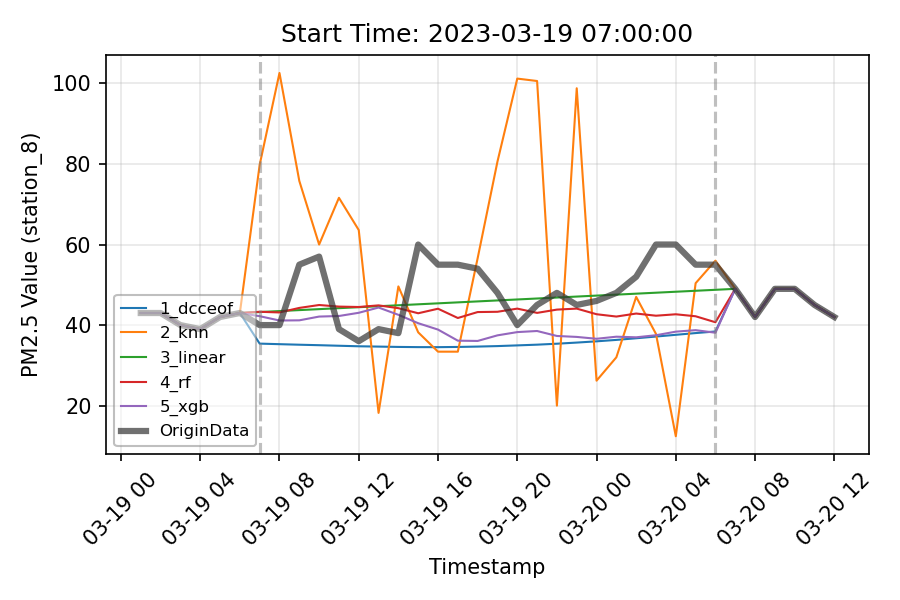 Start Time: 2023-03-19 07:00:00
PM2.5 Value (station_8)
100
80
60
40
20
1_dcceof
2_knn
3_linear
4_rf
5_xgb
OriginData
03-19 00
03-19 04
03-19 08
03-19 12
03-19 16
03-19 20
03-20 00
03-20 04
03-20 08
03-20 12
Timestamp